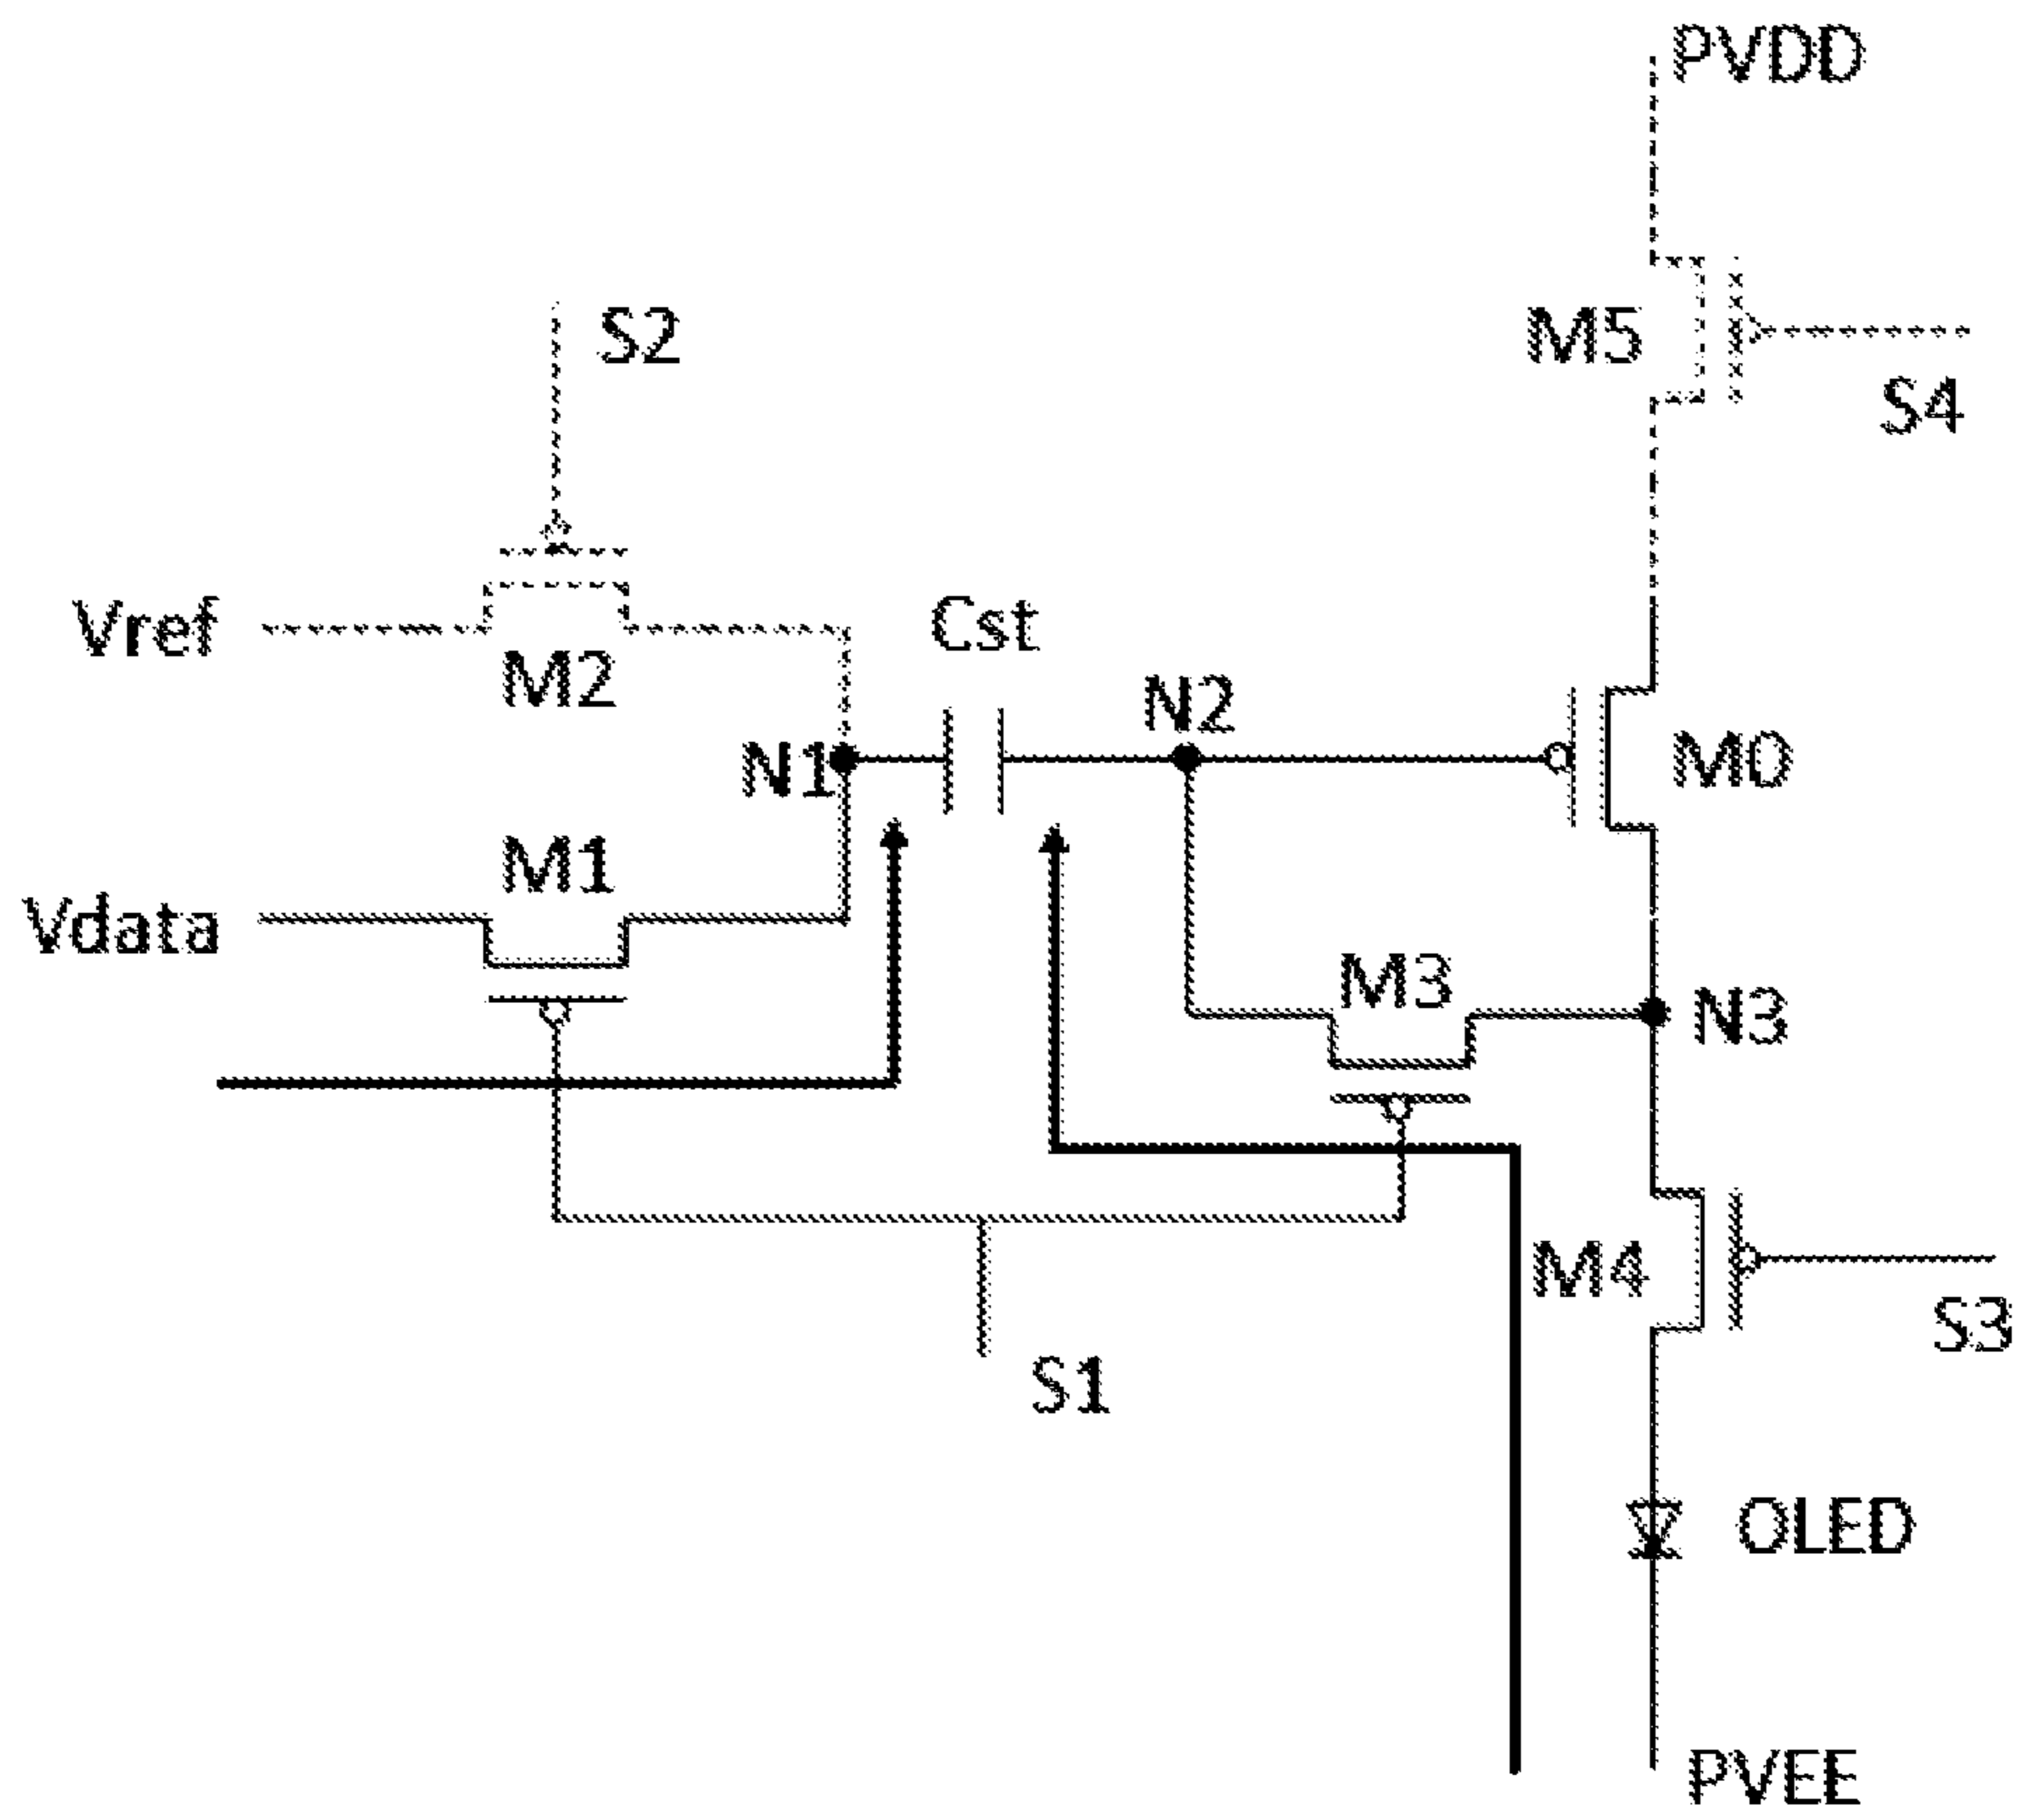 PVDD
S2
M5
S4
Vref
Cst
M2
N2
N1
M0
M1
Vdata
M3
N3
M4
S3
S1
OLED
PVEE